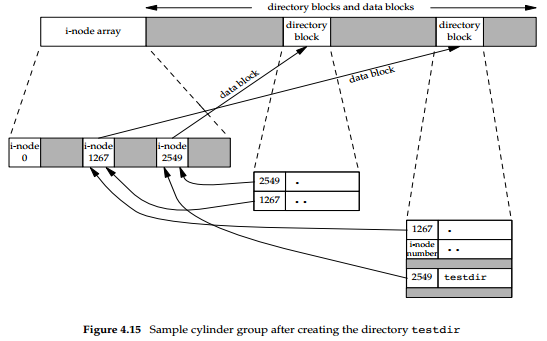 directory blocks and data blocks
i-node array
directory
block
directory
block
data block
data block
i-node
0
i-node
1267
i-node
2549
2549 .
1267 ..
1267 .
i-node
number ..
2549 testdir
Figure 4.15 Sample cylinder group after creating the directory testdir